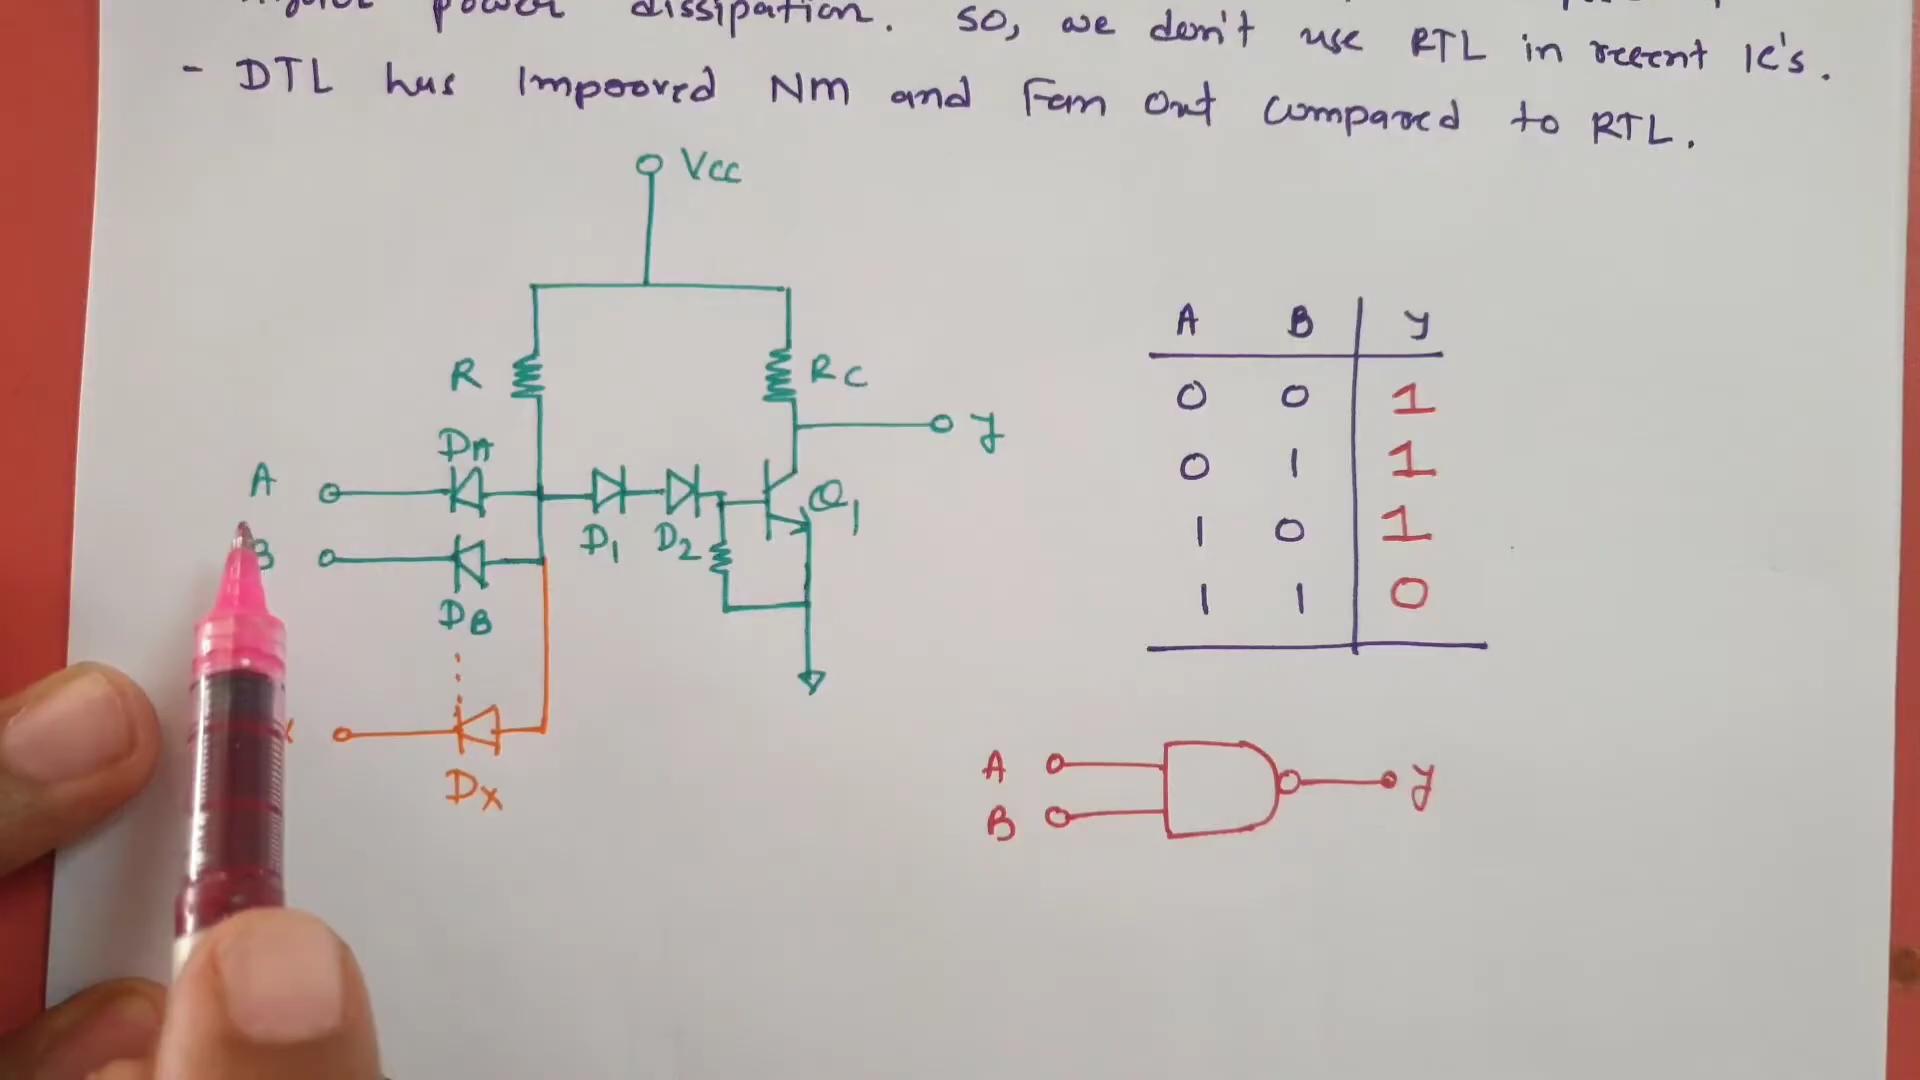 power dissipation. So, we don't use RTL in recent IC's.
- DTL has Improved NM and Fan Out compared to RTL.
Vcc
R
Rc
DA
A
Y
Q1
D1
D2
B
DB
DX
A B Y
0 0 1
0 1 1
1 0 1
1 1 0
A
B
Y